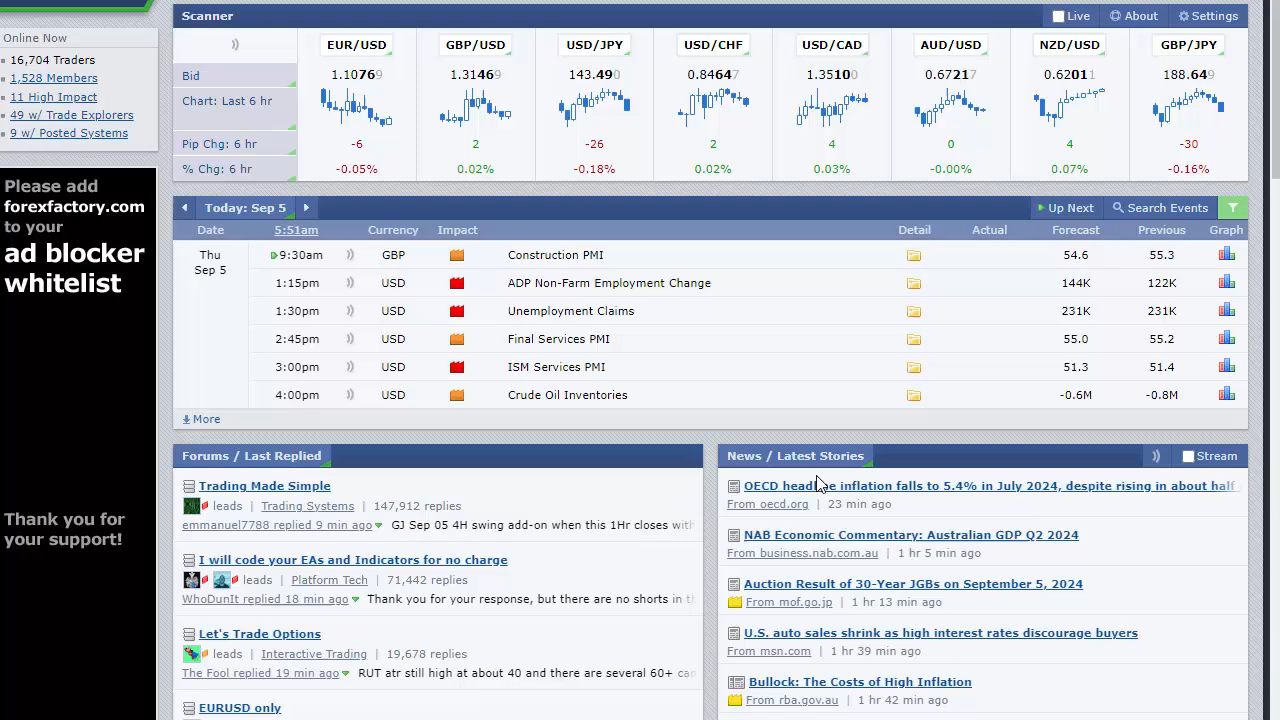 Scanner
Live
About
Settings
Online Now
16,704 Traders
1,528 Members
11 High Impact
49 w/ Trade Explorers
9 w/ Posted Systems
EUR/USD GBP/USD USD/JPY USD/CHF USD/CAD AUD/USD NZD/USD GBP/JPY
Bid 1.10769 1.31469 143.490 0.84647 1.35100 0.67217 0.62011 188.649
Chart: Last 6 hr
Pip Chg: 6 hr -6 2 -26 2 4 0 4 -30
% Chg: 6 hr -0.05% 0.02% -0.18% 0.02% 0.03% -0.00% 0.07% -0.16%
Please add
forexfactory.com
to your
ad blocker
whitelist
Thank you for
your support!
Today: Sep 5
Up Next
Search Events
Date 5:51am Currency Impact Detail Actual Forecast Previous Graph
Thu
Sep 5
9:30am GBP Construction PMI 54.6 55.3
1:15pm USD ADP Non-Farm Employment Change 144K 122K
1:30pm USD Unemployment Claims 231K 231K
2:45pm USD Final Services PMI 55.0 55.2
3:00pm USD ISM Services PMI 51.3 51.4
4:00pm USD Crude Oil Inventories -0.6M -0.8M
More
Forums / Last Replied
Trading Made Simple
leads | Trading Systems | 147,912 replies
emmanuel7788 replied 9 min ago GJ Sep 05 4H swing add-on when this 1Hr closes with
I will code your EAs and Indicators for no charge
leads | Platform Tech | 71,442 replies
WhoDunIt replied 18 min ago Thank you for your response, but there are no shorts in
Let's Trade Options
leads | Interactive Trading | 19,678 replies
The Fool replied 19 min ago RUT atr still high at about 40 and there are several 60+
EURUSD only
News / Latest Stories
Stream
OECD headline inflation falls to 5.4% in July 2024, despite rising in about half
From oecd.org | 23 min ago
NAB Economic Commentary: Australian GDP Q2 2024
From business.nab.com.au | 1 hr 5 min ago
Auction Result of 30-Year JGBs on September 5, 2024
From mof.go.jp | 1 hr 13 min ago
U.S. auto sales shrink as high interest rates discourage buyers
From msn.com | 1 hr 39 min ago
Bullock: The Costs of High Inflation
From rba.gov.au | 1 hr 42 min ago